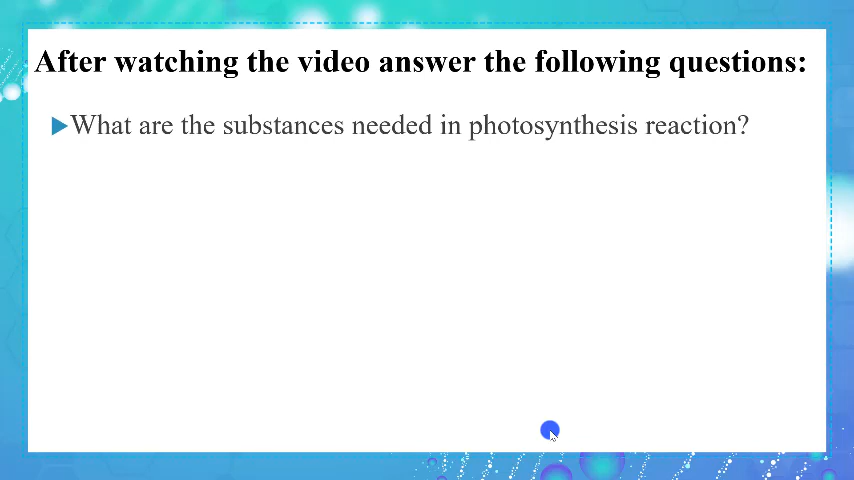 After watching the video answer the following questions:
What are the substances needed in photosynthesis reaction?